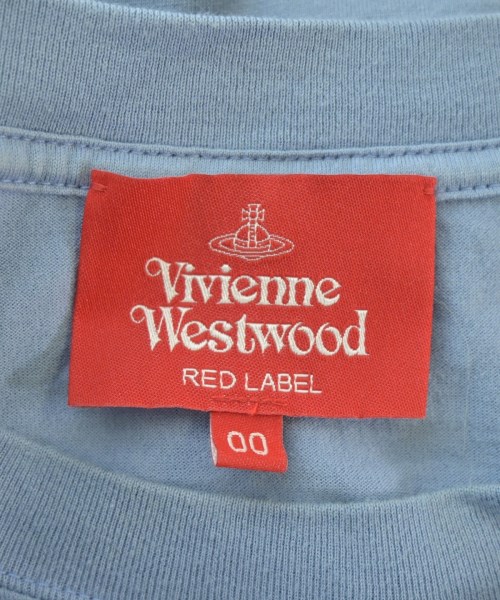 Vivienne
Westwood
RED LABEL
00